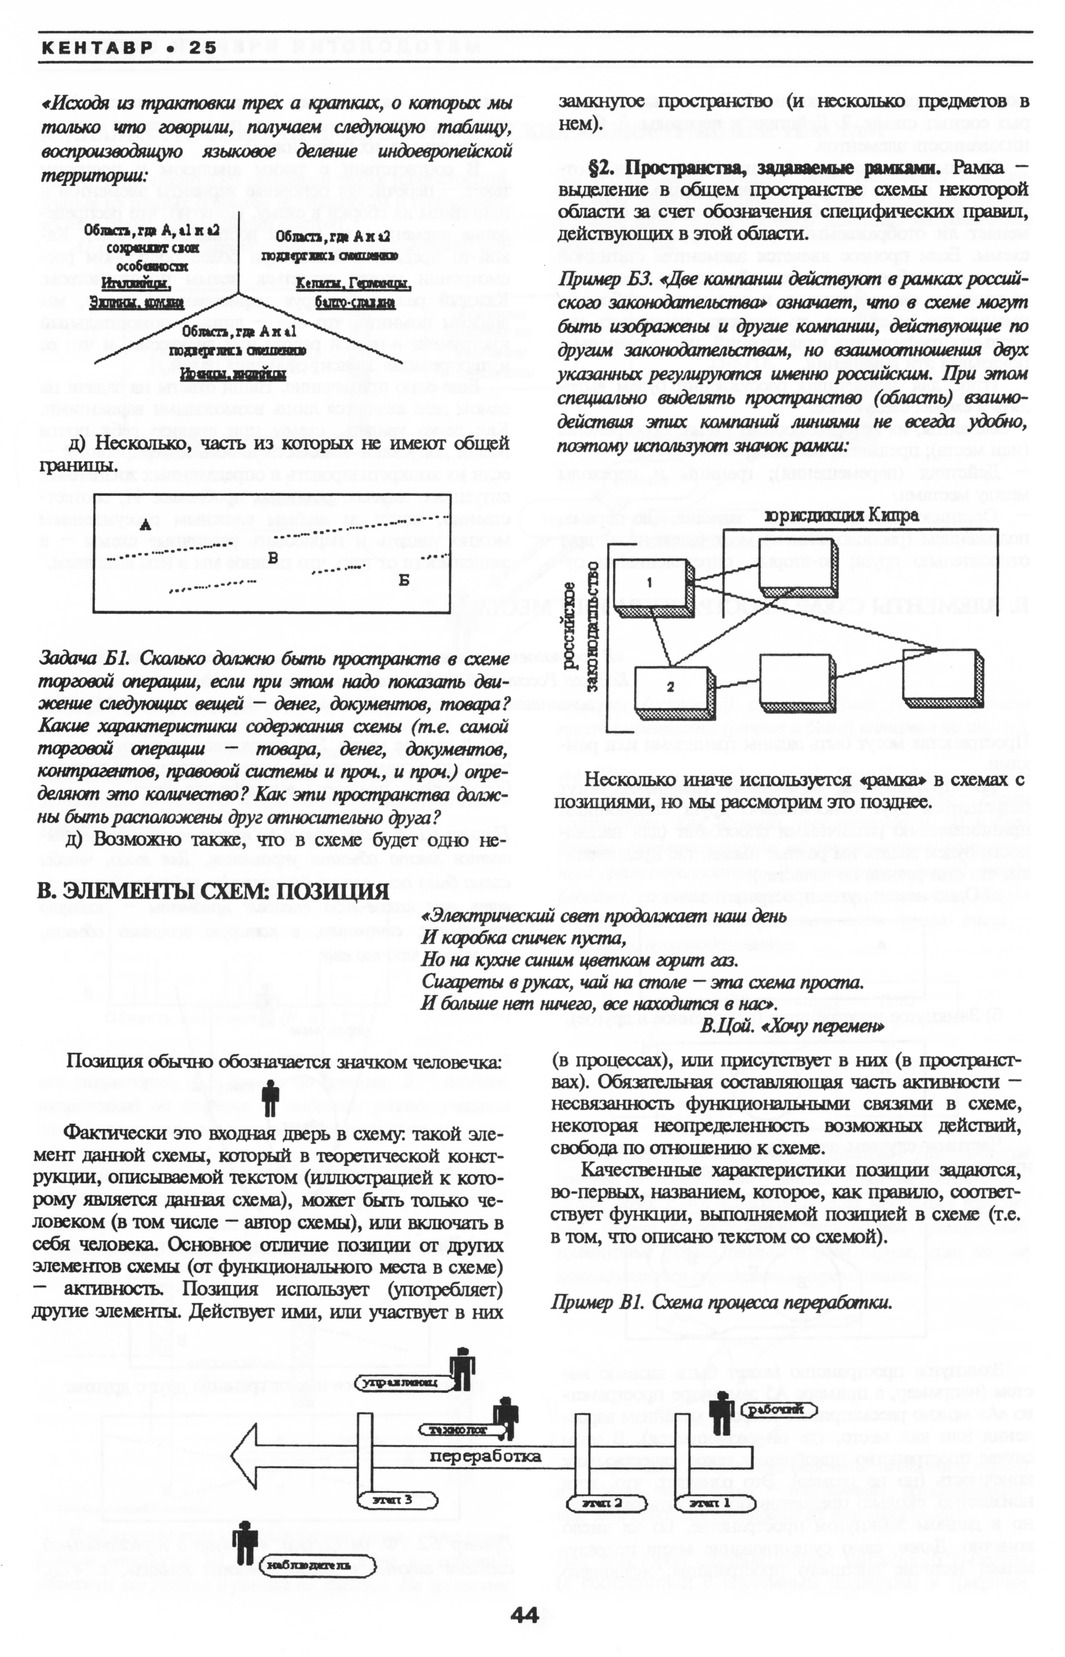 КЕНТАВР • 25
«Исходя из трактовки трех а кратких, о которых мы
только что говорили, получаем следующую таблицу,
воспроизводящую языковое деление индоевропейской
территории:
Область, где А, а1 и а2
сохраняют свои
особенности
Италийцы,
Эллины, армяне
Область, где А и а2
подверглись смешению
Кельты, Германцы,
балто-славяне
Область, где А и а1
подверглись смешению
Иранцы, индийцы
д) Несколько, часть из которых не имеют общей
границы.
А
В
Б
Задача Б1. Сколько должно быть пространств в схеме
торговой операции, если при этом надо показать дви-
жение следующих вещей — денег, документов, товара?
Какие характеристики содержания схемы (т.е. самой
торговой операции — товара, денег, документов,
контрагентов, правовой системы и проч., и проч.) опре-
деляют это количество? Как эти пространства долж-
ны быть расположены друг относительно друга?
д) Возможно также, что в схеме будет одно не-
замкнутое пространство (и несколько предметов в
нем).
§2. Пространства, задаваемые рамками. Рамка —
выделение в общем пространстве схемы некоторой
области за счет обозначения специфических правил,
действующих в этой области.
Пример Б3. «Две компании действуют в рамках россий-
ского законодательства» означает, что в схеме могут
быть изображены и другие компании, действующие по
другим законодательствам, но взаимоотношения двух
указанных регулируются именно российским. При этом
специально выделять пространство (область) взаимо-
действия этих компаний линиями не всегда удобно,
поэтому используют значок рамки:
юрисдикция Кипра
российское
законодательство
1
2
Несколько иначе используется «рамка» в схемах с
позициями, но мы рассмотрим это позднее.
В. ЭЛЕМЕНТЫ СХЕМ: ПОЗИЦИЯ
«Электрический свет продолжает наш день
И коробка спичек пуста,
Но на кухне синим цветком горит газ.
Сигареты в руках, чай на столе — эта схема проста.
И больше нет ничего, все находится в нас».
В.Цой. «Хочу перемен»
Позиция обычно обозначается значком человечка:
Фактически это входная дверь в схему: такой эле-
мент данной схемы, который в теоретической конст-
рукции, описываемой текстом (иллюстрацией к кото-
рому является данная схема), может быть только че-
ловеком (в том числе — автор схемы), или включать в
себя человека. Основное отличие позиции от других
элементов схемы (от функционального места в схеме)
— активность. Позиция использует (употребляет)
другие элементы. Действует ими, или участвует в них
(в процессах), или присутствует в них (в пространст-
вах). Обязательная составляющая часть активности —
несвязанность функциональными связями в схеме,
некоторая неопределенность возможных действий,
свобода по отношению к схеме.
Качественные характеристики позиции задаются,
во-первых, названием, которое, как правило, соответ-
ствует функции, выполняемой позицией в схеме (т.е.
в том, что описано текстом со схемой).
Пример В1. Схема процесса переработки.
управленец
технолог
рабочий
переработка
этап 3
этап 2
этап 1
наблюдатель
44